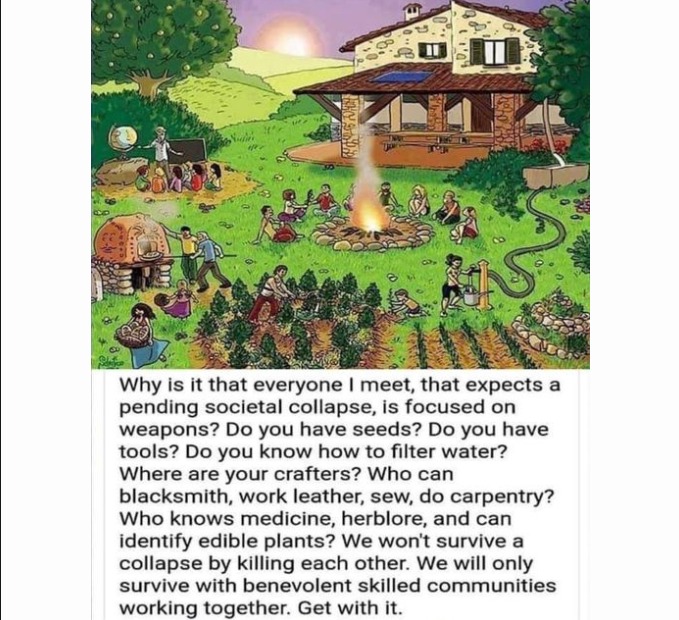 Why is it that everyone I meet, that expects a
pending societal collapse, is focused on
weapons? Do you have seeds? Do you have
tools? Do you know how to filter water?
Where are your crafters? Who can
blacksmith, work leather, sew, do carpentry?
Who knows medicine, herblore, and can
identify edible plants? We won't survive a
collapse by killing each other. We will only
survive with benevolent skilled communities
working together. Get with it.